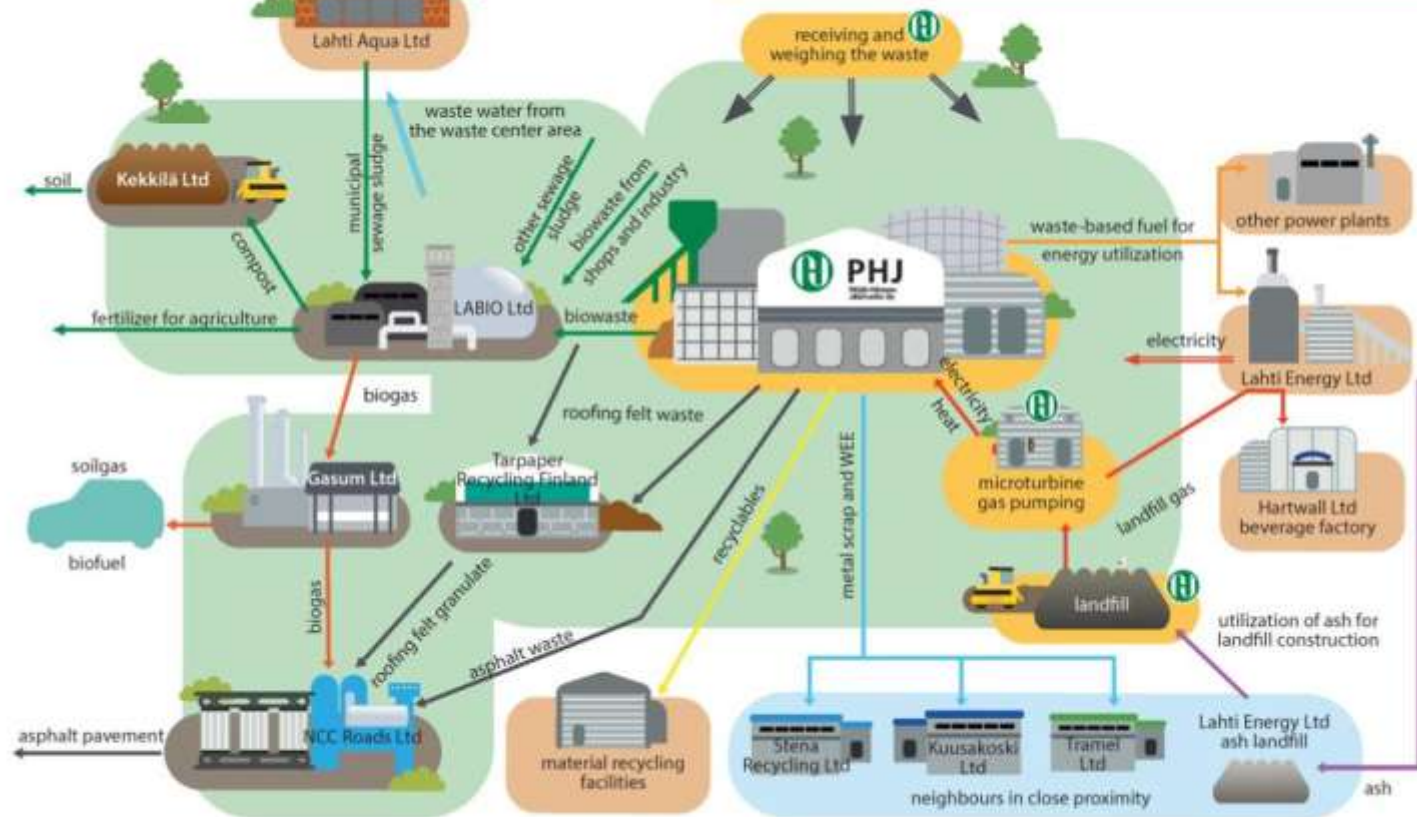 Lahti Aqua Ltd
receiving and
weighing the waste
waste water from
the waste center area
municipal
sewage sludge
other sewage
sludge
biowaste from
shops and industry
soil
Kekkilä Ltd
compost
fertilizer for agriculture
LABIO Ltd
biowaste
PHJ
waste-based fuel for
energy utilization
other power plants
electricity
Lahti Energy Ltd
biogas
roofing felt waste
electricity
heat
microturbine
gas pumping
landfill gas
Hartwall Ltd
beverage factory
soilgas
biofuel
Gasum Ltd
Tarpaper
Recycling Finland
Ltd
recyclables
metal scrap and WEE
landfill
utilization of ash for
landfill construction
biogas
roofing felt granulate
asphalt waste
asphalt pavement
NCC Roads Ltd
material recycling
facilities
Stena
Recycling Ltd
Kuusakoski
Ltd
Tramel
Ltd
Lahti Energy Ltd
ash landfill
neighbours in close proximity
ash